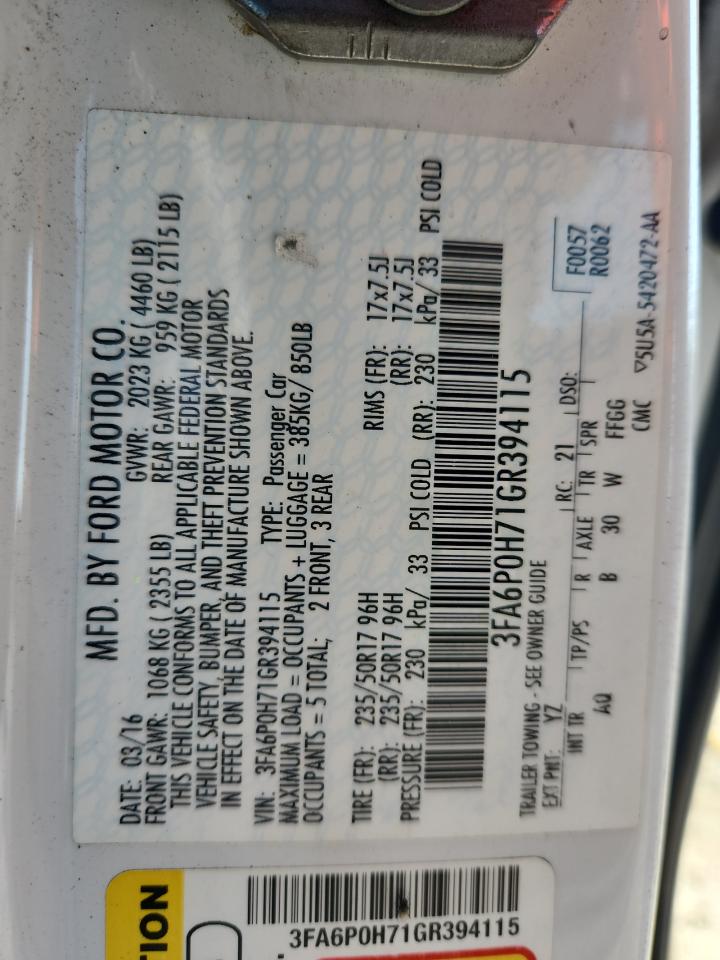 MFD. BY FORD MOTOR CO.
DATE: 03/16 GVWR: 2023 KG ( 4460 LB)
FRONT GAWR: 1068 KG ( 2355 LB) REAR GAWR: 959 KG ( 2115 LB)
THIS VEHICLE CONFORMS TO ALL APPLICABLE FEDERAL MOTOR
VEHICLE SAFETY, BUMPER, AND THEFT PREVENTION STANDARDS
IN EFFECT ON THE DATE OF MANUFACTURE SHOWN ABOVE.
VIN: 3FA6P0H71GR394115 TYPE: Passenger Car
MAXIMUM LOAD = OCCUPANTS + LUGGAGE = 385KG/ 850LB
OCCUPANTS = 5 TOTAL; 2 FRONT, 3 REAR
TIRE (FR): 235/50R17 96H RIMS (FR): 17x7.5J
(RR): 235/50R17 96H (RR): 17x7.5J
PRESSURE (FR): 230 kPa/ 33 PSI COLD (RR): 230 kPa/ 33 PSI COLD
3FA6P0H71GR394115
TRAILER TOWING - SEE OWNER GUIDE
EXT PNT: YZ RC: 21 DSO:
F0057
R0062
INT TR TP/PS R AXLE TR SPR
AQ B 30 W FFGG
CMC ▽5U5A-5420472-AA
TION
3FA6P0H71GR394115